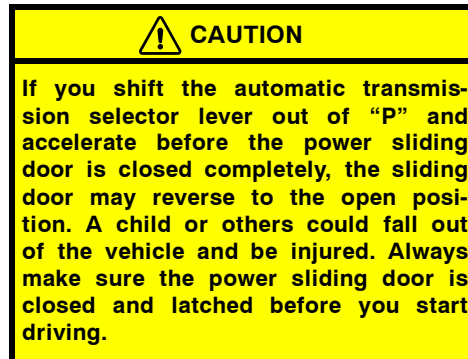 CAUTION
If you shift the automatic transmis-
sion selector lever out of “P” and
accelerate before the power sliding
door is closed completely, the sliding
door may reverse to the open posi-
tion. A child or others could fall out
of the vehicle and be injured. Always
make sure the power sliding door is
closed and latched before you start
driving.